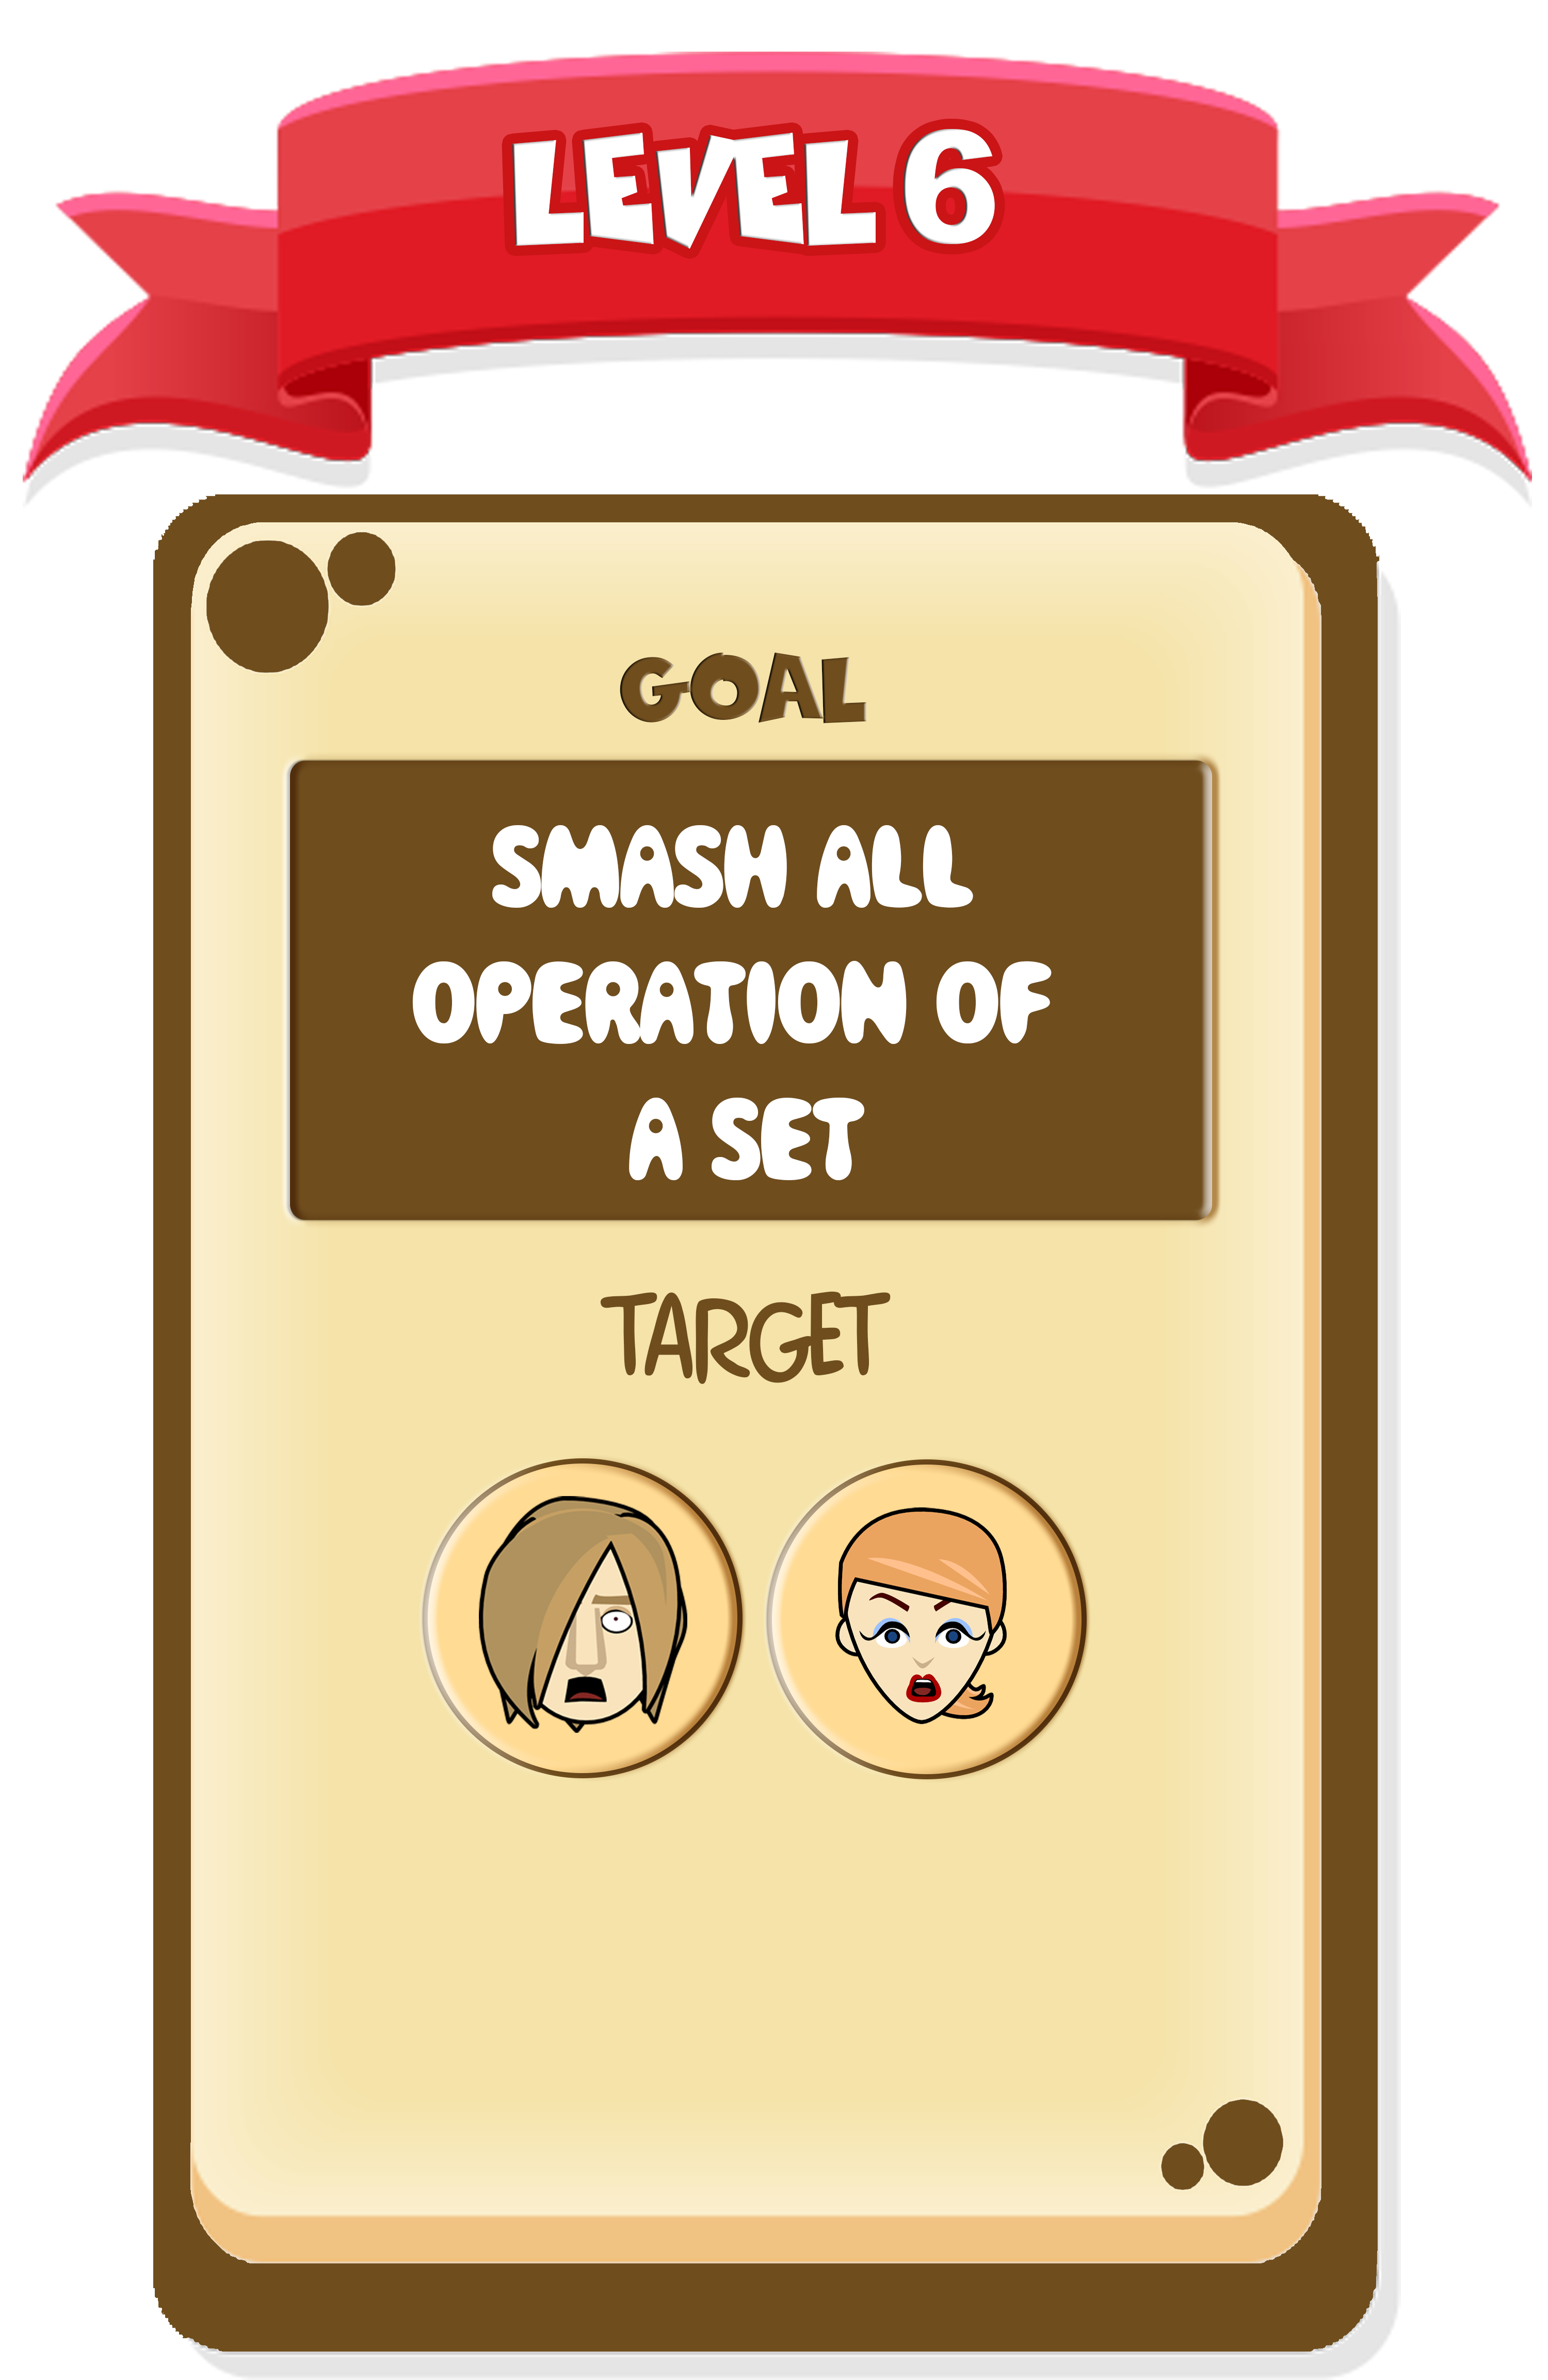 LEVEL 6
GOAL
SMASH ALL
OPERATION OF
A SET
TARGET